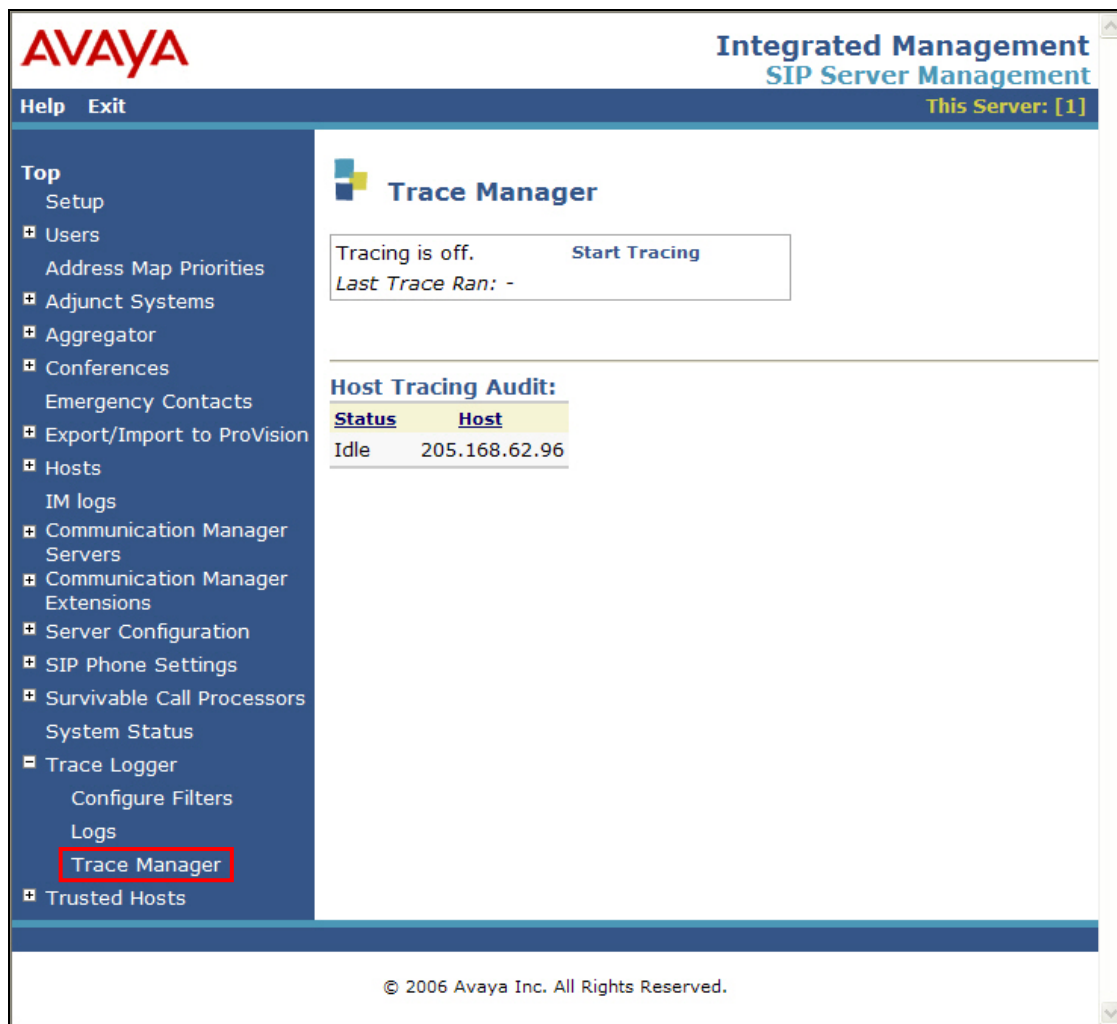 AVAYA
Integrated Management
SIP Server Management
Help Exit
This Server: [1]
Top
Setup
Users
Address Map Priorities
Adjunct Systems
Aggregator
Conferences
Emergency Contacts
Export/Import to ProVision
Hosts
IM logs
Communication Manager
Servers
Communication Manager
Extensions
Server Configuration
SIP Phone Settings
Survivable Call Processors
System Status
Trace Logger
Configure Filters
Logs
Trace Manager
Trusted Hosts
Trace Manager
Tracing is off. Start Tracing
Last Trace Ran: -
Host Tracing Audit:
Status Host
Idle 205.168.62.96
© 2006 Avaya Inc. All Rights Reserved.